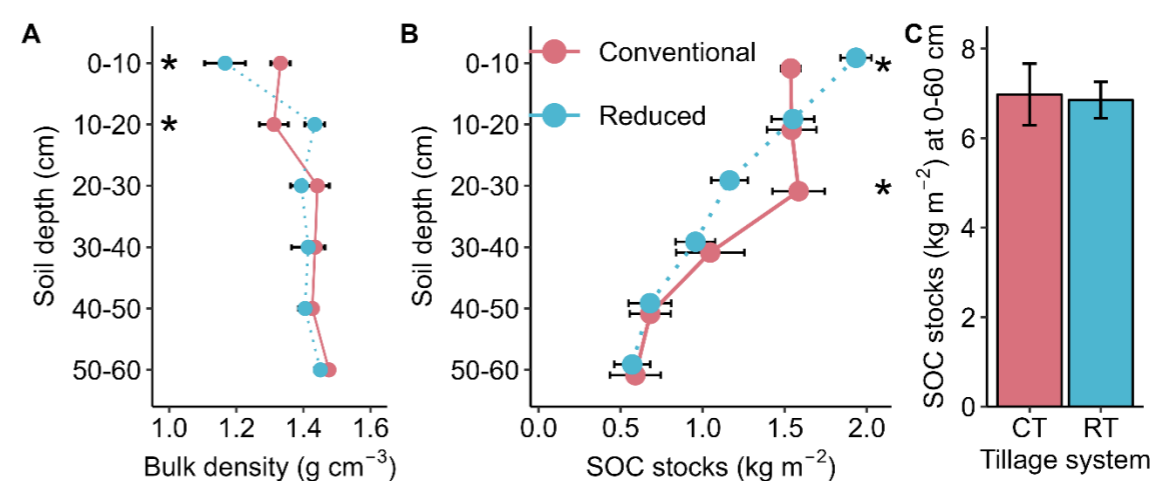 A
Soil depth (cm)
0-10
10-20
20-30
30-40
40-50
50-60
*
*
1.0 1.2 1.4 1.6
Bulk density (g cm⁻³)
B
Conventional
Reduced
Soil depth (cm)
0-10
10-20
20-30
30-40
40-50
50-60
*
*
0.0 0.5 1.0 1.5 2.0
SOC stocks (kg m⁻²)
C
SOC stocks (kg m⁻²) at 0-60 cm
8
6
4
2
0
CT RT
Tillage system